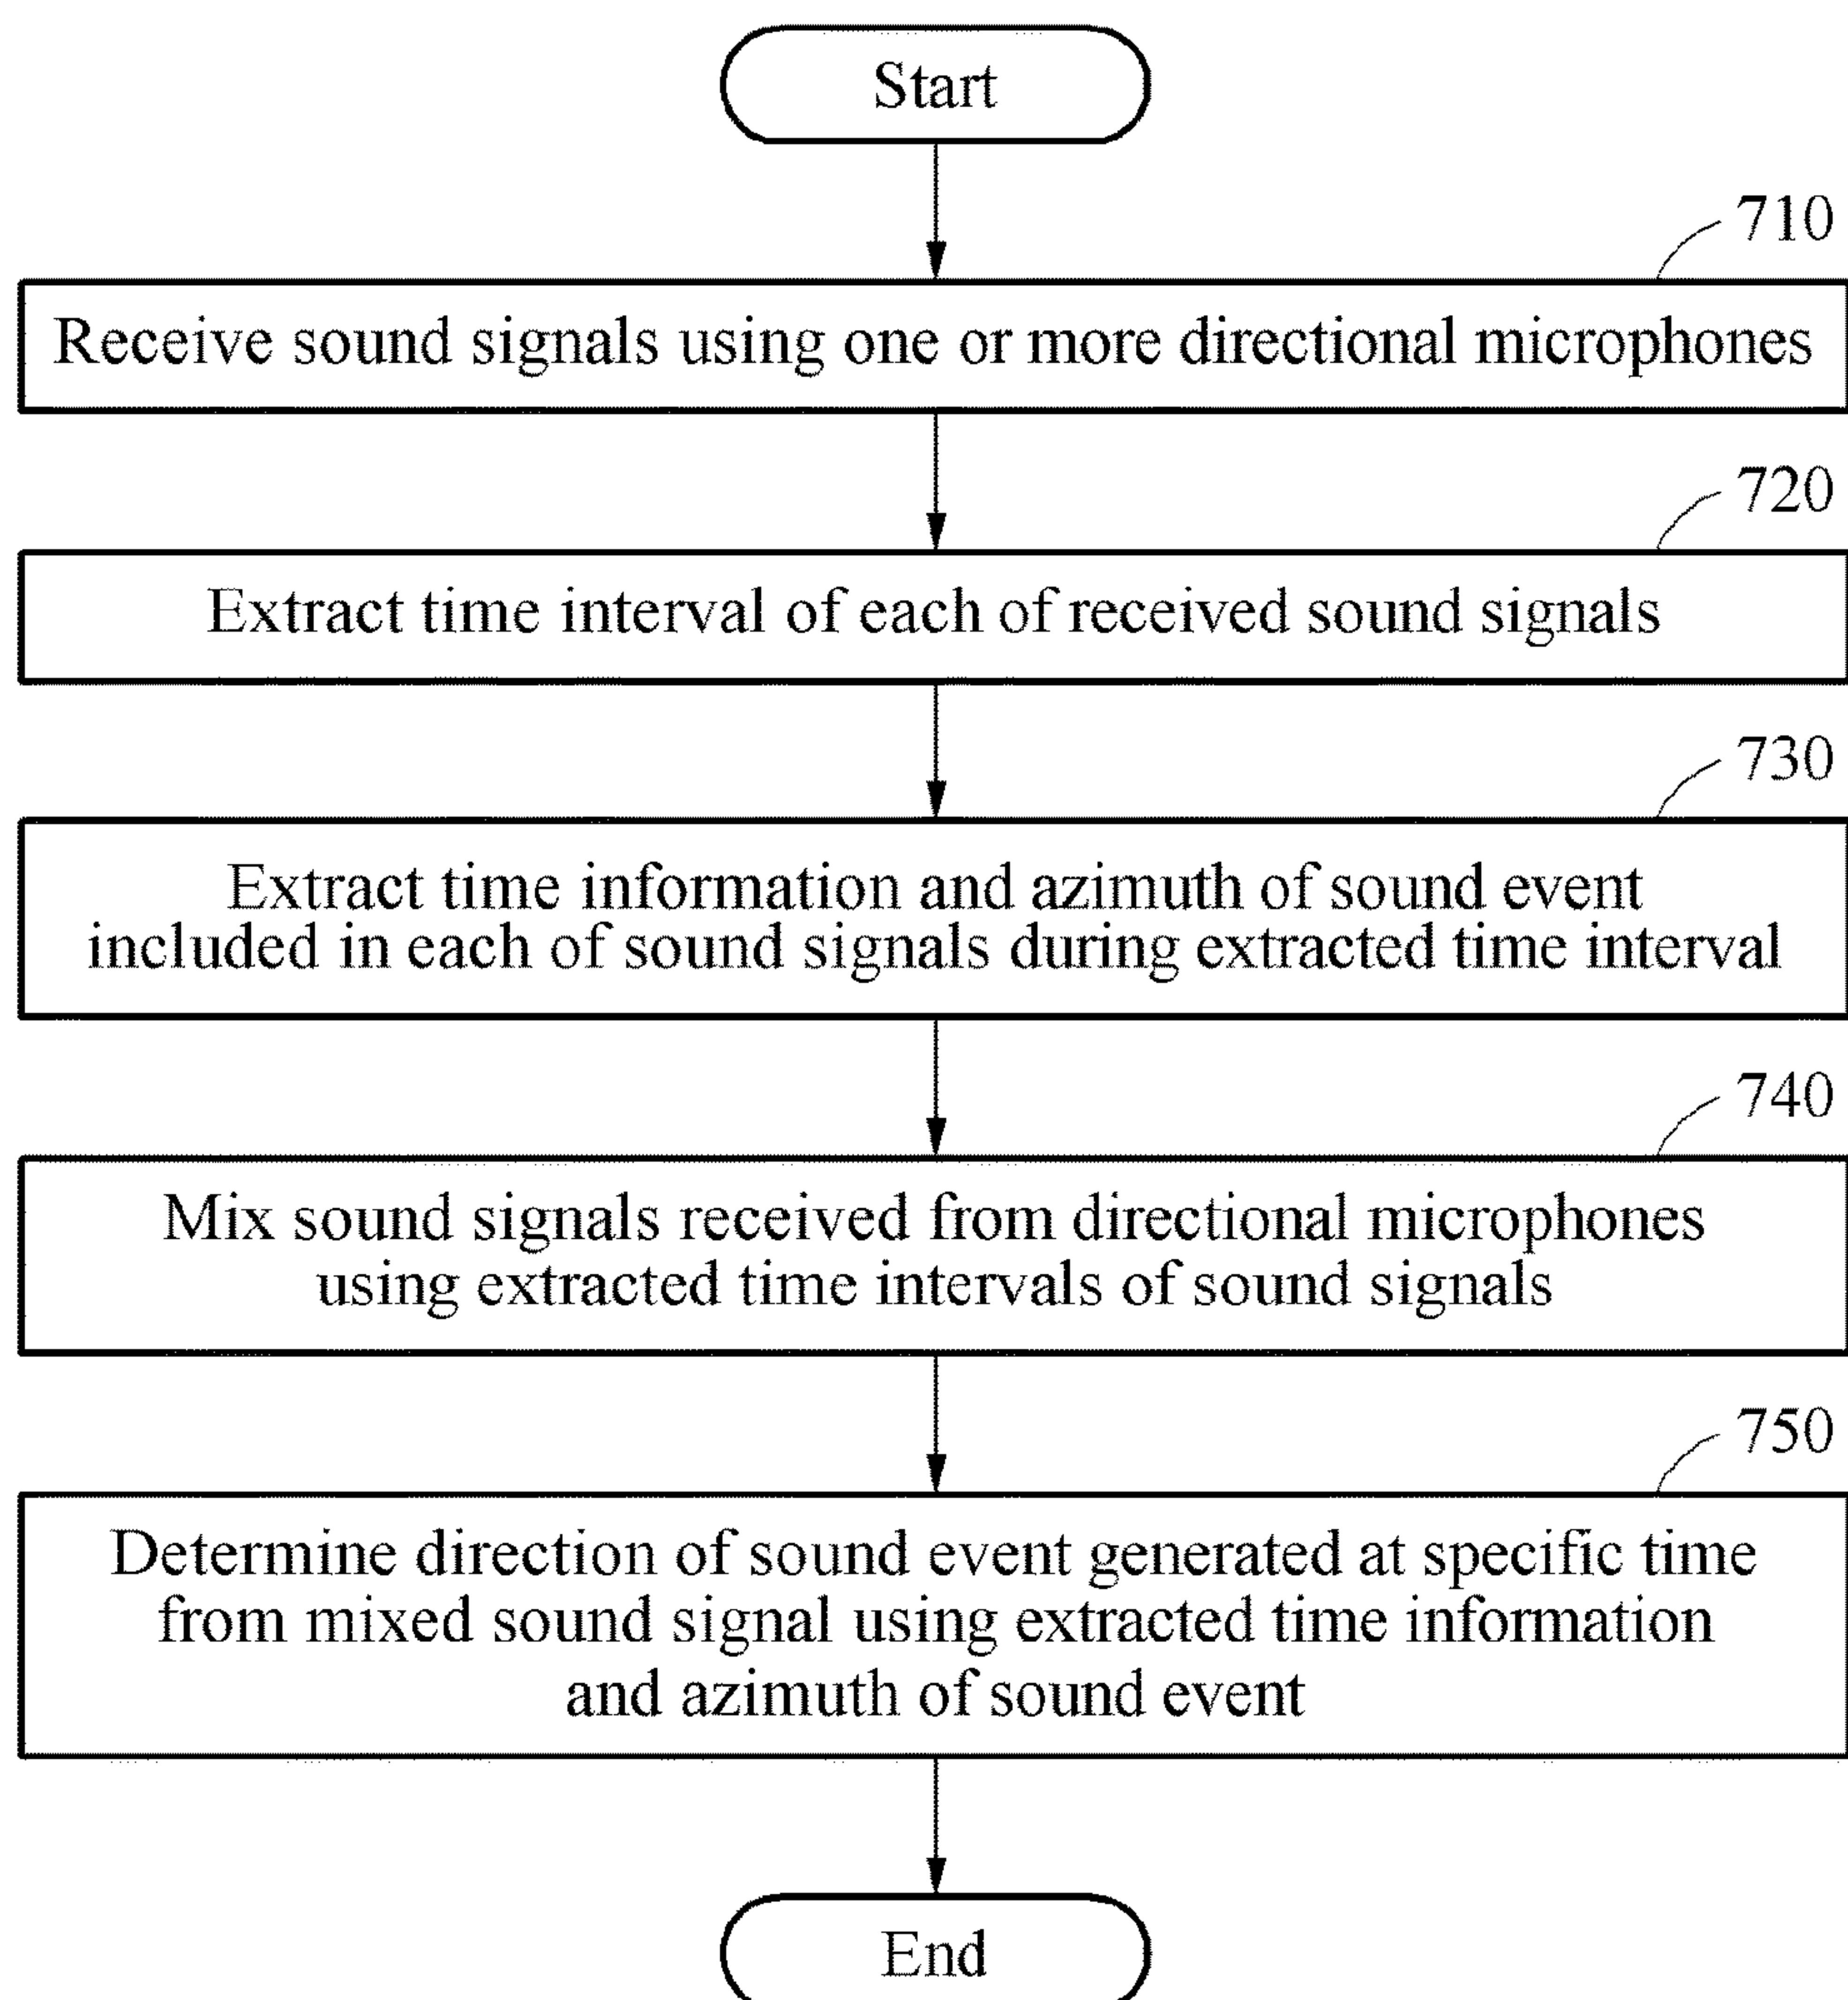 Start
710
Receive sound signals using one or more directional microphones
720
Extract time interval of each of received sound signals
730
Extract time information and azimuth of sound event
included in each of sound signals during extracted time interval
740
Mix sound signals received from directional microphones
using extracted time intervals of sound signals
750
Determine direction of sound event generated at specific time
from mixed sound signal using extracted time information
and azimuth of sound event
End